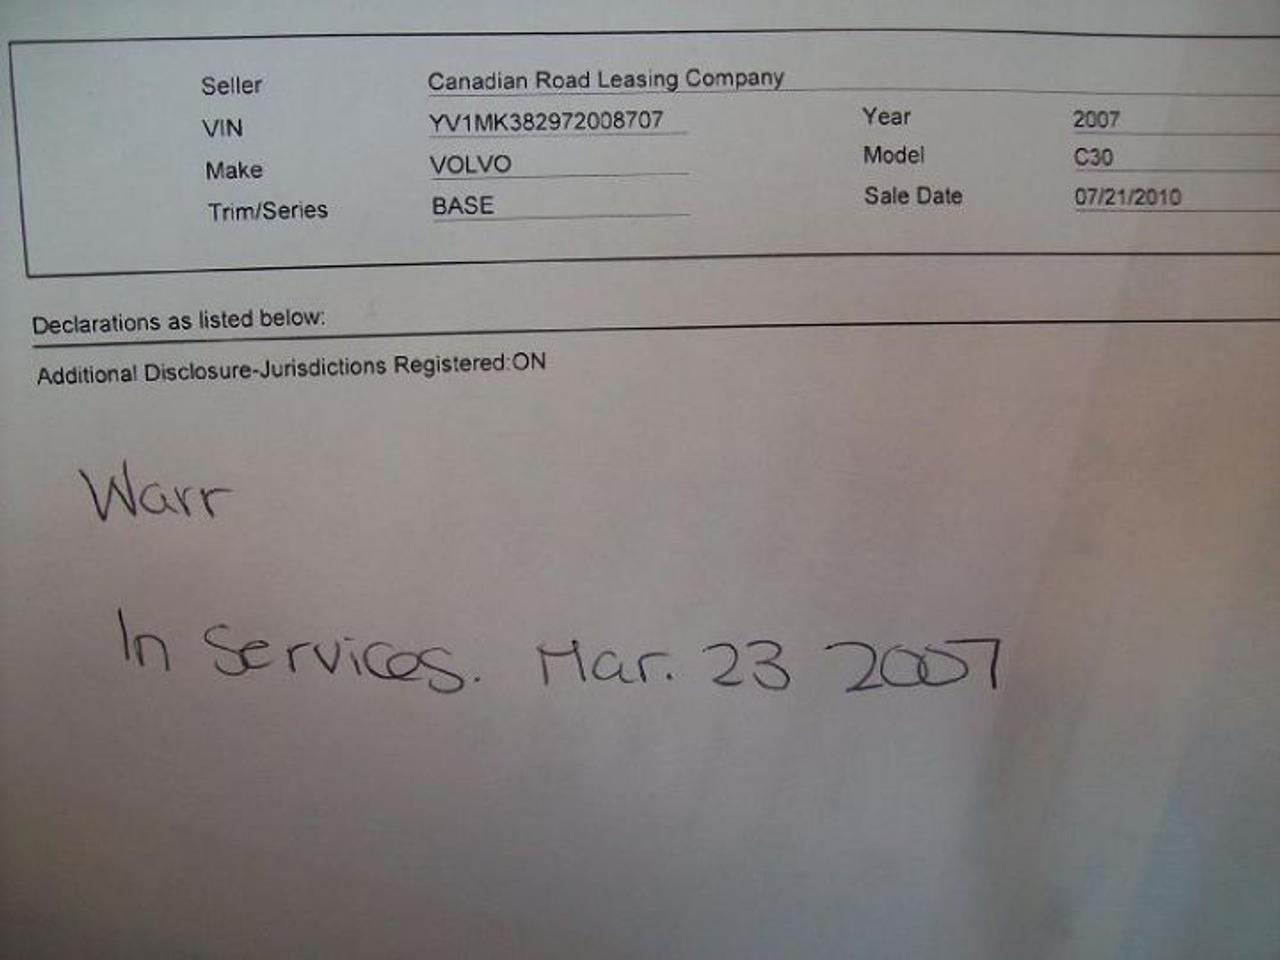 Seller Canadian Road Leasing Company
VIN YV1MK382972008707 Year 2007
Make VOLVO Model C30
Trim/Series BASE Sale Date 07/21/2010
Declarations as listed below:
Additional Disclosure-Jurisdictions Registered:ON
Warr
In Services. Mar. 23 2007